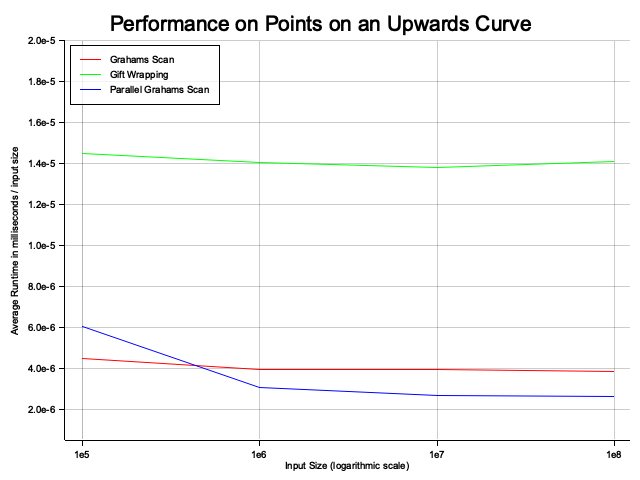 Performance on Points on an Upwards Curve
2.0e-5
Grahams Scan
Gift Wrapping
1.8e-5
Parallel Grahams Scan
1.6e-5
1.4e-5
1.2e-5
1.0e-5
8.0e-6
6.0e-6
4.0e-6
2.0e-6
Average Runtime in milliseconds / input size
1e5 1e6 1e7 1e8
Input Size (logarithmic scale)